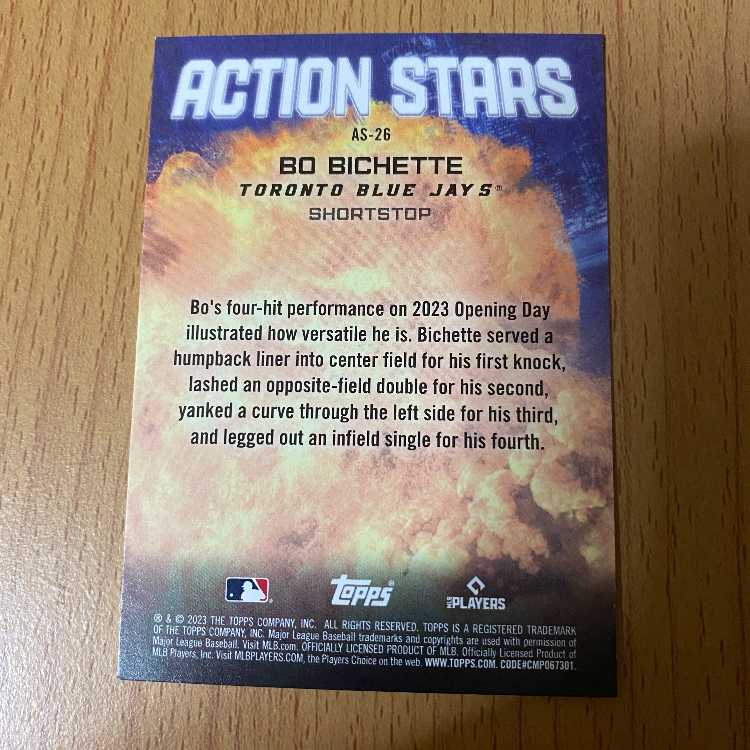 ACTION STARS
AS-26
BO BICHETTE
TORONTO BLUE JAYS®
SHORTSTOP
Bo's four-hit performance on 2023 Opening Day
illustrated how versatile he is. Bichette served a
humpback liner into center field for his first knock,
lashed an opposite-field double for his second,
yanked a curve through the left side for his third,
and legged out an infield single for his fourth.
topps®
MLB PLAYERS
® & © 2023 THE TOPPS COMPANY, INC. ALL RIGHTS RESERVED. TOPPS IS A REGISTERED TRADEMARK
OF THE TOPPS COMPANY, INC. Major League Baseball trademarks and copyrights are used with permission of
Major League Baseball. Visit MLB.com. OFFICIALLY LICENSED PRODUCT OF MLB. Officially Licensed Product of
MLB Players, Inc. Visit MLBPLAYERS.COM, the Players Choice on the web. WWW.TOPPS.COM. CODE#CMP067301.